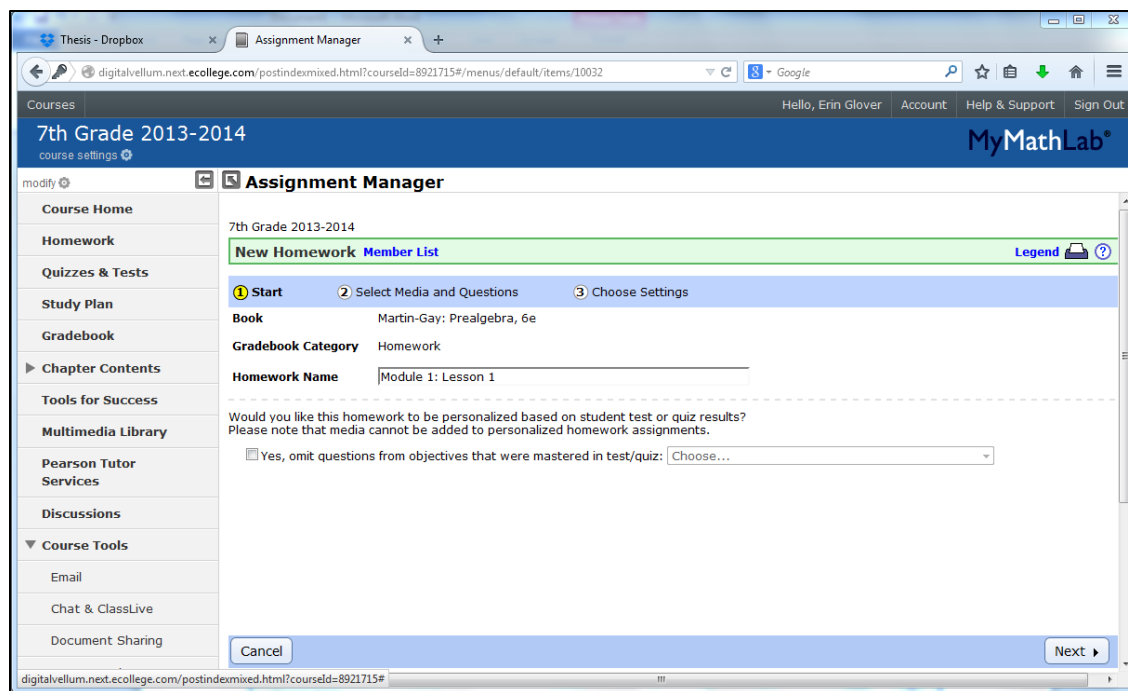 Thesis - Dropbox × Assignment Manager × +
digitalvellum.next.ecollege.com/postindexmixed.html?courseId=8921715#/menus/default/items/10032 8 Google
Courses Hello, Erin Glover Account Help & Support Sign Out
7th Grade 2013-2014 MyMathLab®
course settings
modify Assignment Manager
Course Home
Homework
Quizzes & Tests
Study Plan
Gradebook
Chapter Contents
Tools for Success
Multimedia Library
Pearson Tutor
Services
Discussions
Course Tools
Email
Chat & ClassLive
Document Sharing
7th Grade 2013-2014
New Homework Member List Legend ?
1 Start 2 Select Media and Questions 3 Choose Settings
Book Martin-Gay: Prealgebra, 6e
Gradebook Category Homework
Homework Name Module 1: Lesson 1
Would you like this homework to be personalized based on student test or quiz results?
Please note that media cannot be added to personalized homework assignments.
Yes, omit questions from objectives that were mastered in test/quiz: Choose...
Cancel Next
digitalvellum.next.ecollege.com/postindexmixed.html?courseId=8921715#